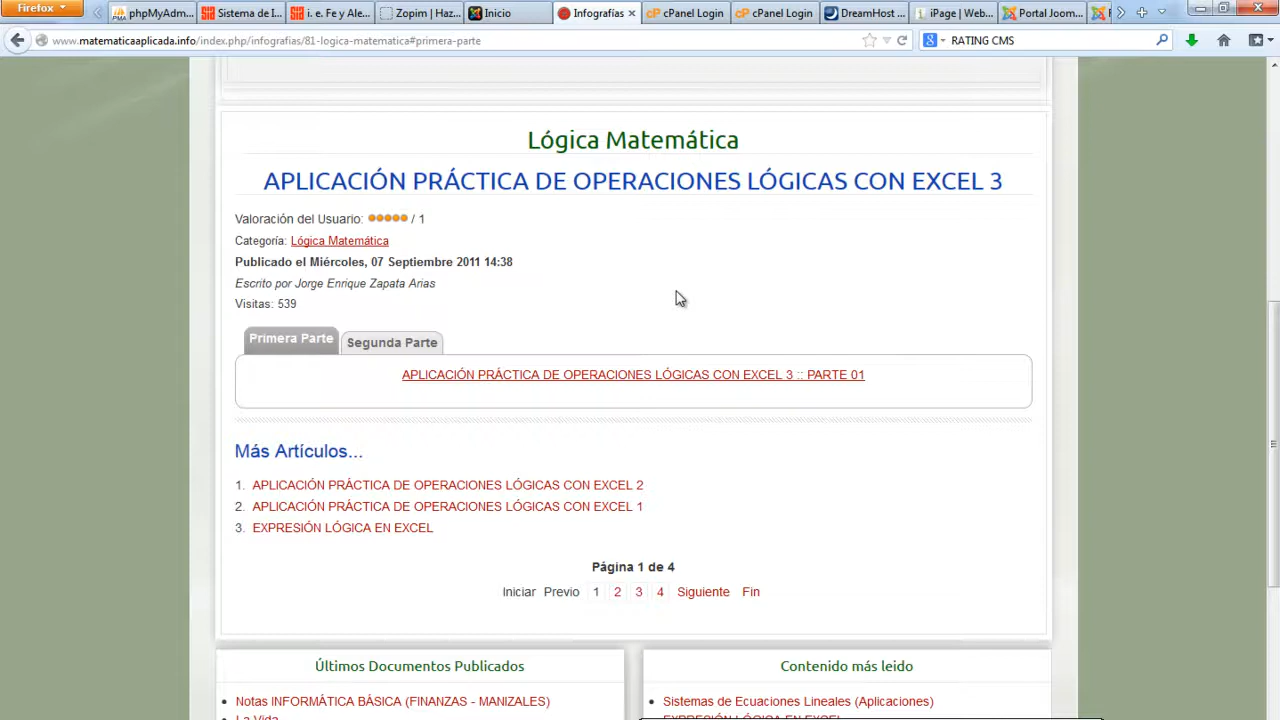 Firefox
phpMyAdm...
Sistema de I...
i. e. Fe y Ale...
Zopim | Haz...
Inicio
Infografías
cPanel Login
cPanel Login
DreamHost ...
iPage | Web...
Portal Joom...
www.matematicaaplicada.info/index.php/infografias/81-logica-matematica#primera-parte
RATING CMS
Lógica Matemática
APLICACIÓN PRÁCTICA DE OPERACIONES LÓGICAS CON EXCEL 3
Valoración del Usuario: / 1
Categoría: Lógica Matemática
Publicado el Miércoles, 07 Septiembre 2011 14:38
Escrito por Jorge Enrique Zapata Arias
Visitas: 539
Primera Parte
Segunda Parte
APLICACIÓN PRÁCTICA DE OPERACIONES LÓGICAS CON EXCEL 3 :: PARTE 01
Más Artículos...
1. APLICACIÓN PRÁCTICA DE OPERACIONES LÓGICAS CON EXCEL 2
2. APLICACIÓN PRÁCTICA DE OPERACIONES LÓGICAS CON EXCEL 1
3. EXPRESIÓN LÓGICA EN EXCEL
Página 1 de 4
Iniciar Previo 1 2 3 4 Siguiente Fin
Últimos Documentos Publicados
Notas INFORMÁTICA BÁSICA (FINANZAS - MANIZALES)
La Vida
Contenido más leido
Sistemas de Ecuaciones Lineales (Aplicaciones)
EXPRESIÓN LÓGICA EN EXCEL